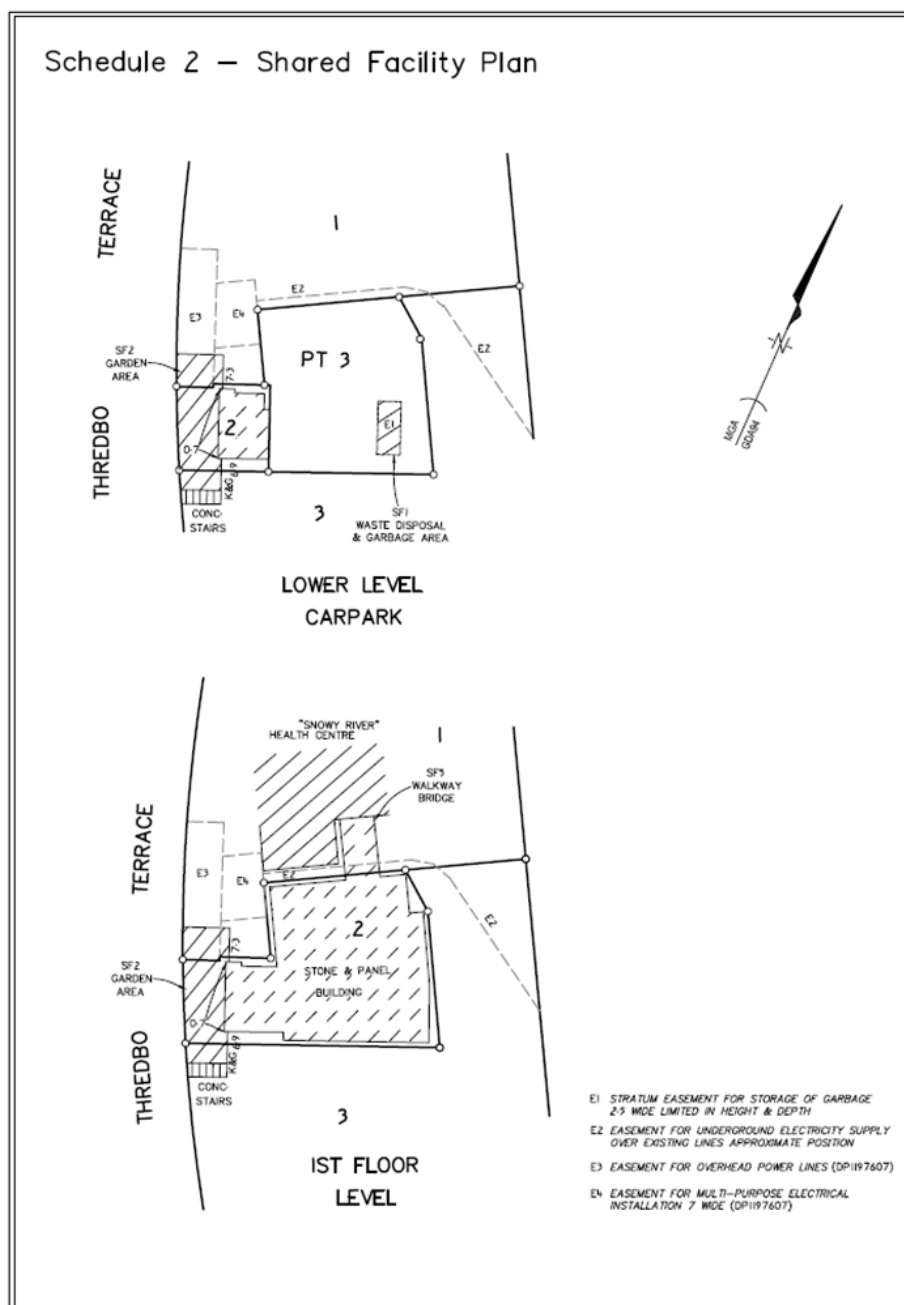 Schedule 2 – Shared Facility Plan
TERRACE
1
E2
E3
E4
E2
SF2
GARDEN
AREA
7·3
PT 3
E1
2
0·7
K&G 6·9
THREDBO
CONC·
STAIRS
3
SF1
WASTE DISPOSAL
& GARBAGE AREA
MGA
GDA94
N
LOWER LEVEL
CARPARK
"SNOWY RIVER"
HEALTH CENTRE
1
SF3
WALKWAY
BRIDGE
TERRACE
E3
E4
E2
E2
2
7·3
STONE & PANEL
BUILDING
SF2
GARDEN
AREA
0·7
K&G 6·9
THREDBO
CONC·
STAIRS
3
1ST FLOOR
LEVEL
E1 STRATUM EASEMENT FOR STORAGE OF GARBAGE
2·5 WIDE LIMITED IN HEIGHT & DEPTH
E2 EASEMENT FOR UNDERGROUND ELECTRICITY SUPPLY
OVER EXISTING LINES APPROXIMATE POSITION
E3 EASEMENT FOR OVERHEAD POWER LINES (DP1197607)
E4 EASEMENT FOR MULTI-PURPOSE ELECTRICAL
INSTALLATION 7 WIDE (DP1197607)